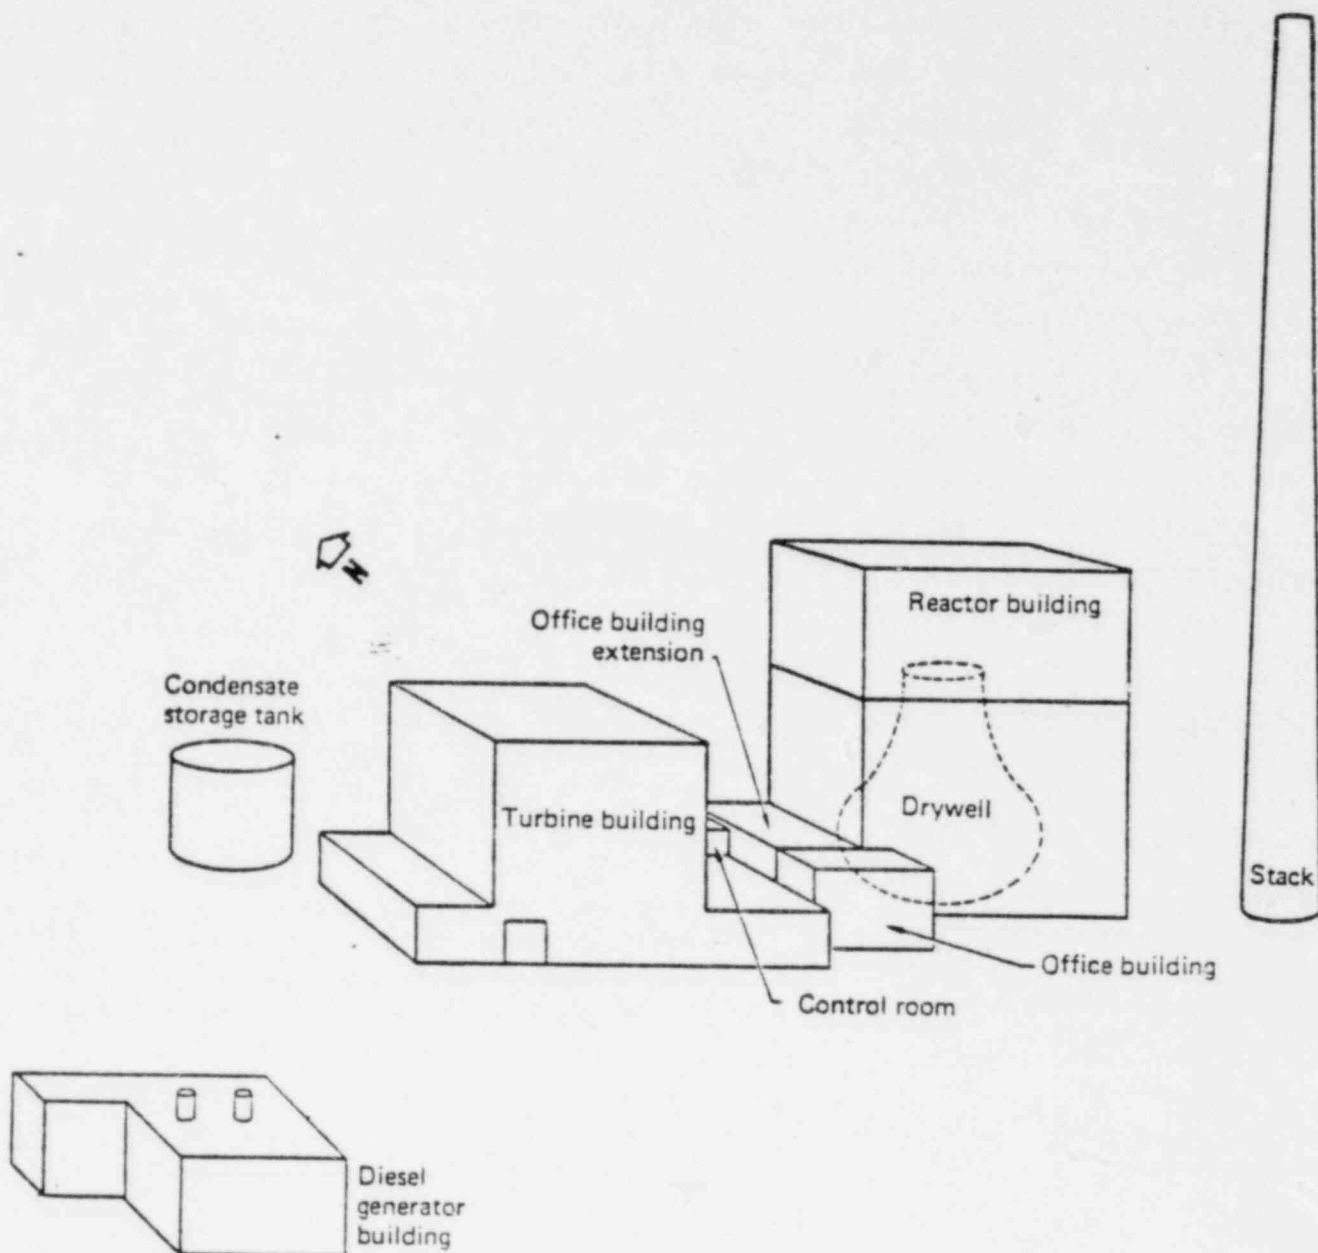 N
Reactor building
Office building
extension
Condensate
storage tank
Turbine building
Drywell
Stack
Office building
Control room
Diesel
generator
building